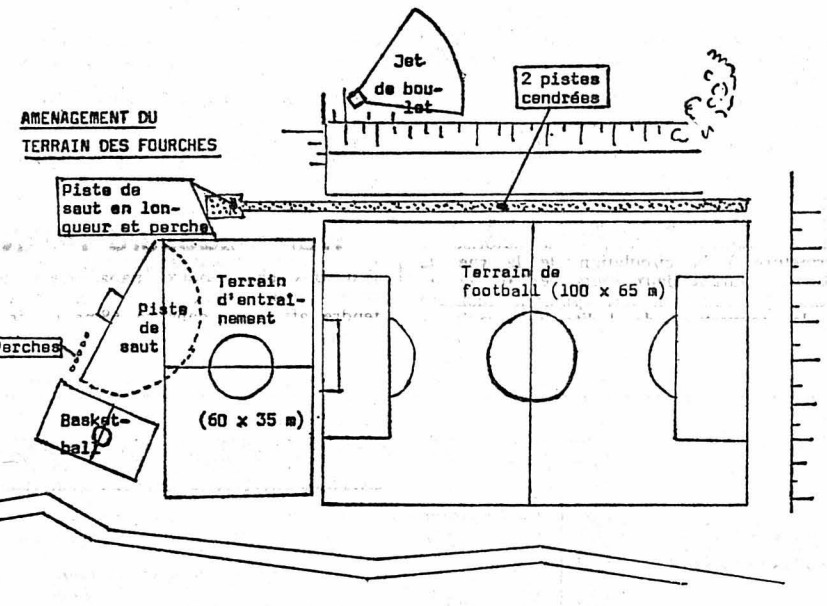 AMENAGEMENT DU
TERRAIN DES FOURCHES
Jet
de bou-
let
2 pistes
cendrées
Piste de
saut en lon-
gueur et perche
Piste
de
saut
Terrain
d'entraî-
nement
(60 x 35 m)
Terrain de
football (100 x 65 m)
Perches
Basket-
ball